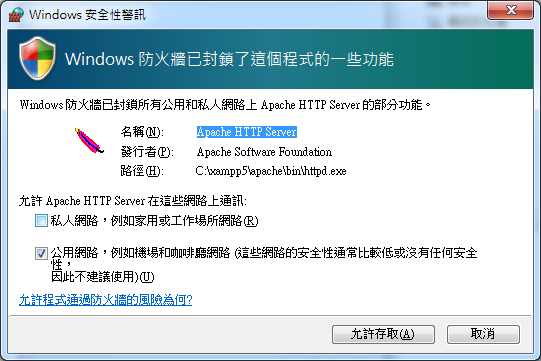 Windows 安全性警訊
Windows 防火牆已封鎖了這個程式的一些功能
Windows 防火牆已封鎖所有公用和私人網路上 Apache HTTP Server 的部分功能。
名稱(N): Apache HTTP Server
發行者(P): Apache Software Foundation
路徑(H): C:\xampp5\apache\bin\httpd.exe
允許 Apache HTTP Server 在這些網路上通訊:
私人網路，例如家用或工作場所網路(R)
公用網路，例如機場和咖啡廳網路 (這些網路的安全性通常比較低或沒有任何安全
性，
因此不建議使用)(U)
允許程式通過防火牆的風險為何?
允許存取(A) 取消